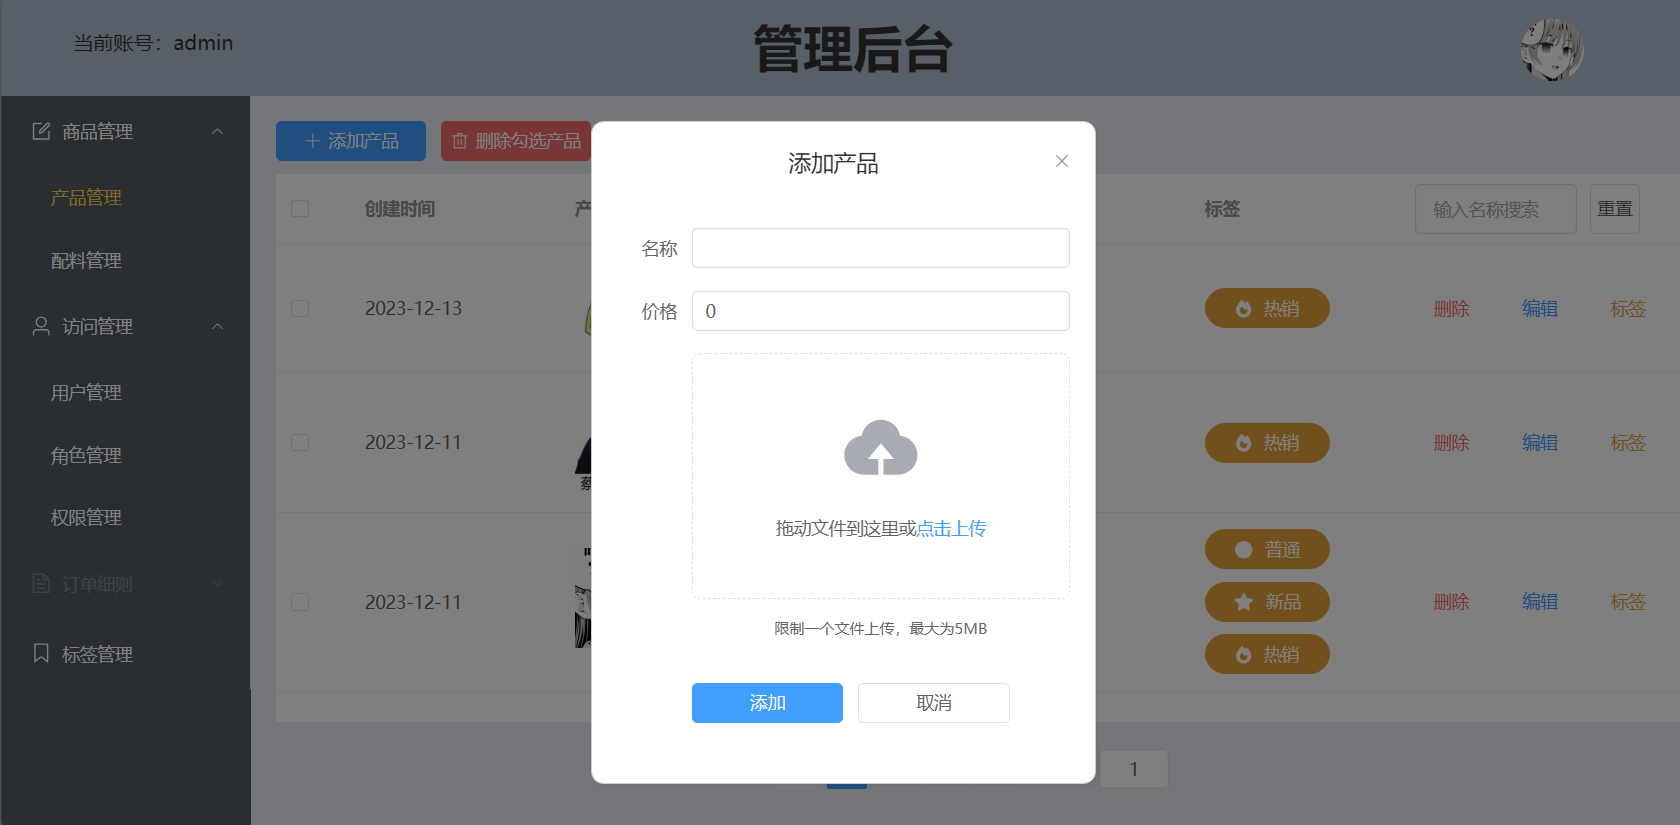 当前账号：admin
管理后台
商品管理
产品管理
配料管理
访问管理
用户管理
角色管理
权限管理
订单细则
标签管理
添加产品
删除勾选产品
创建时间
产
标签
输入名称搜索
重置
2023-12-13
热销
删除
编辑
标签
2023-12-11
蔡
热销
删除
编辑
标签
2023-12-11
普通
新品
热销
删除
编辑
标签
1
添加产品
名称
价格
0
拖动文件到这里或点击上传
限制一个文件上传，最大为5MB
添加
取消